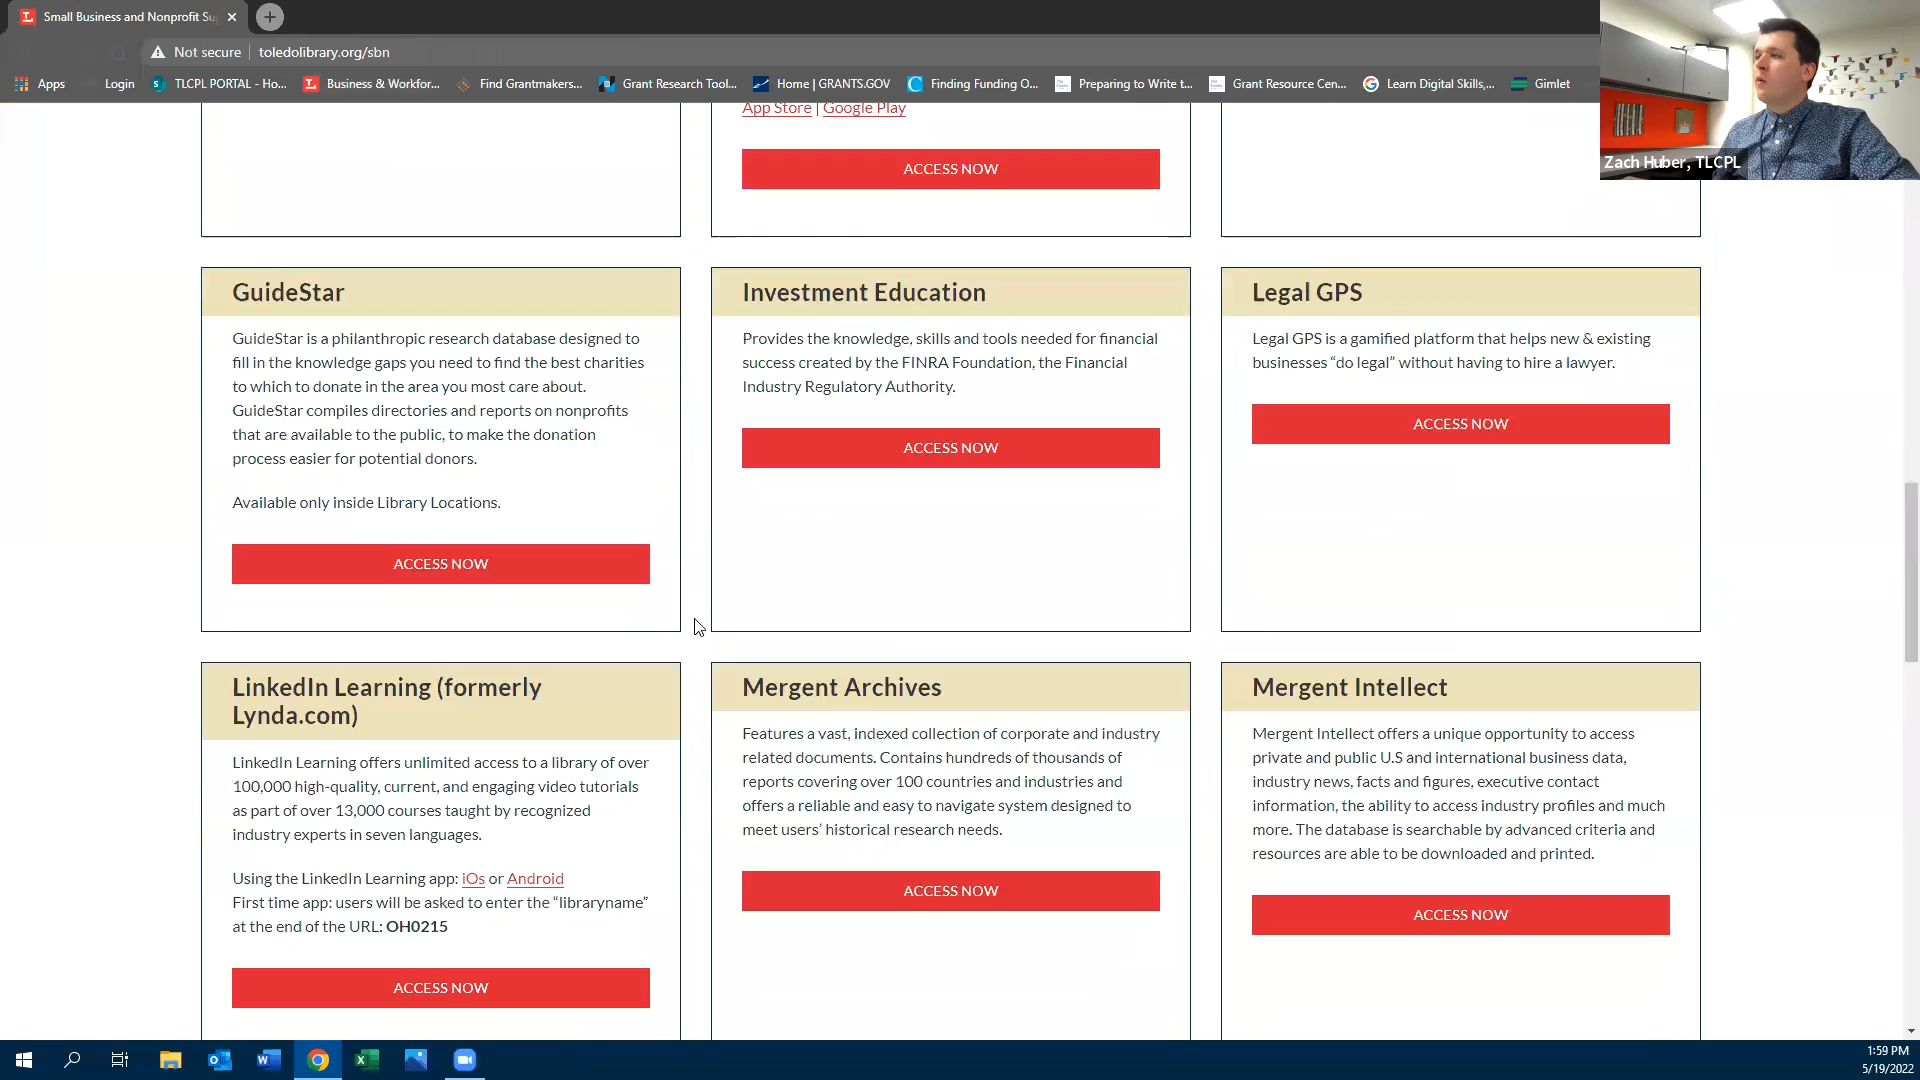 Small Business and Nonprofit Su
Not secure
toledolibrary.org/sbn
Apps
Login
TLCPL PORTAL - Ho...
Business & Workfor...
Find Grantmakers...
Grant Research Tool...
Home | GRANTS.GOV
Finding Funding O...
Preparing to Write t...
Grant Resource Cen...
Learn Digital Skills,...
Gimlet
Zach Huber, TLCPL
App Store | Google Play
ACCESS NOW
GuideStar
GuideStar is a philanthropic research database designed to
fill in the knowledge gaps you need to find the best charities
to which to donate in the area you most care about.
GuideStar compiles directories and reports on nonprofits
that are available to the public, to make the donation
process easier for potential donors.
Available only inside Library Locations.
ACCESS NOW
Investment Education
Provides the knowledge, skills and tools needed for financial
success created by the FINRA Foundation, the Financial
Industry Regulatory Authority.
ACCESS NOW
Legal GPS
Legal GPS is a gamified platform that helps new & existing
businesses “do legal” without having to hire a lawyer.
ACCESS NOW
LinkedIn Learning (formerly
Lynda.com)
LinkedIn Learning offers unlimited access to a library of over
100,000 high-quality, current, and engaging video tutorials
as part of over 13,000 courses taught by recognized
industry experts in seven languages.
Using the LinkedIn Learning app: iOs or Android
First time app: users will be asked to enter the “libraryname”
at the end of the URL: OH0215
ACCESS NOW
Mergent Archives
Features a vast, indexed collection of corporate and industry
related documents. Contains hundreds of thousands of
reports covering over 100 countries and industries and
offers a reliable and easy to navigate system designed to
meet users’ historical research needs.
ACCESS NOW
Mergent Intellect
Mergent Intellect offers a unique opportunity to access
private and public U.S and international business data,
industry news, facts and figures, executive contact
information, the ability to access industry profiles and much
more. The database is searchable by advanced criteria and
resources are able to be downloaded and printed.
ACCESS NOW
1:59 PM
5/19/2022